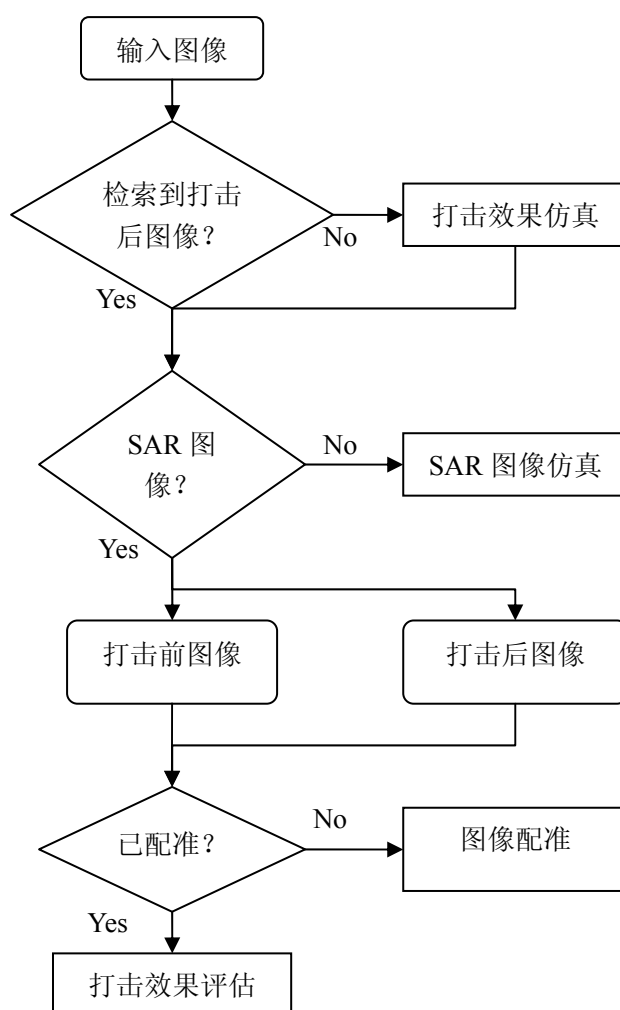 输入图像
检索到打击
后图像？
No
打击效果仿真
Yes
SAR 图
像？
No
SAR 图像仿真
Yes
打击前图像
打击后图像
已配准？
No
图像配准
Yes
打击效果评估